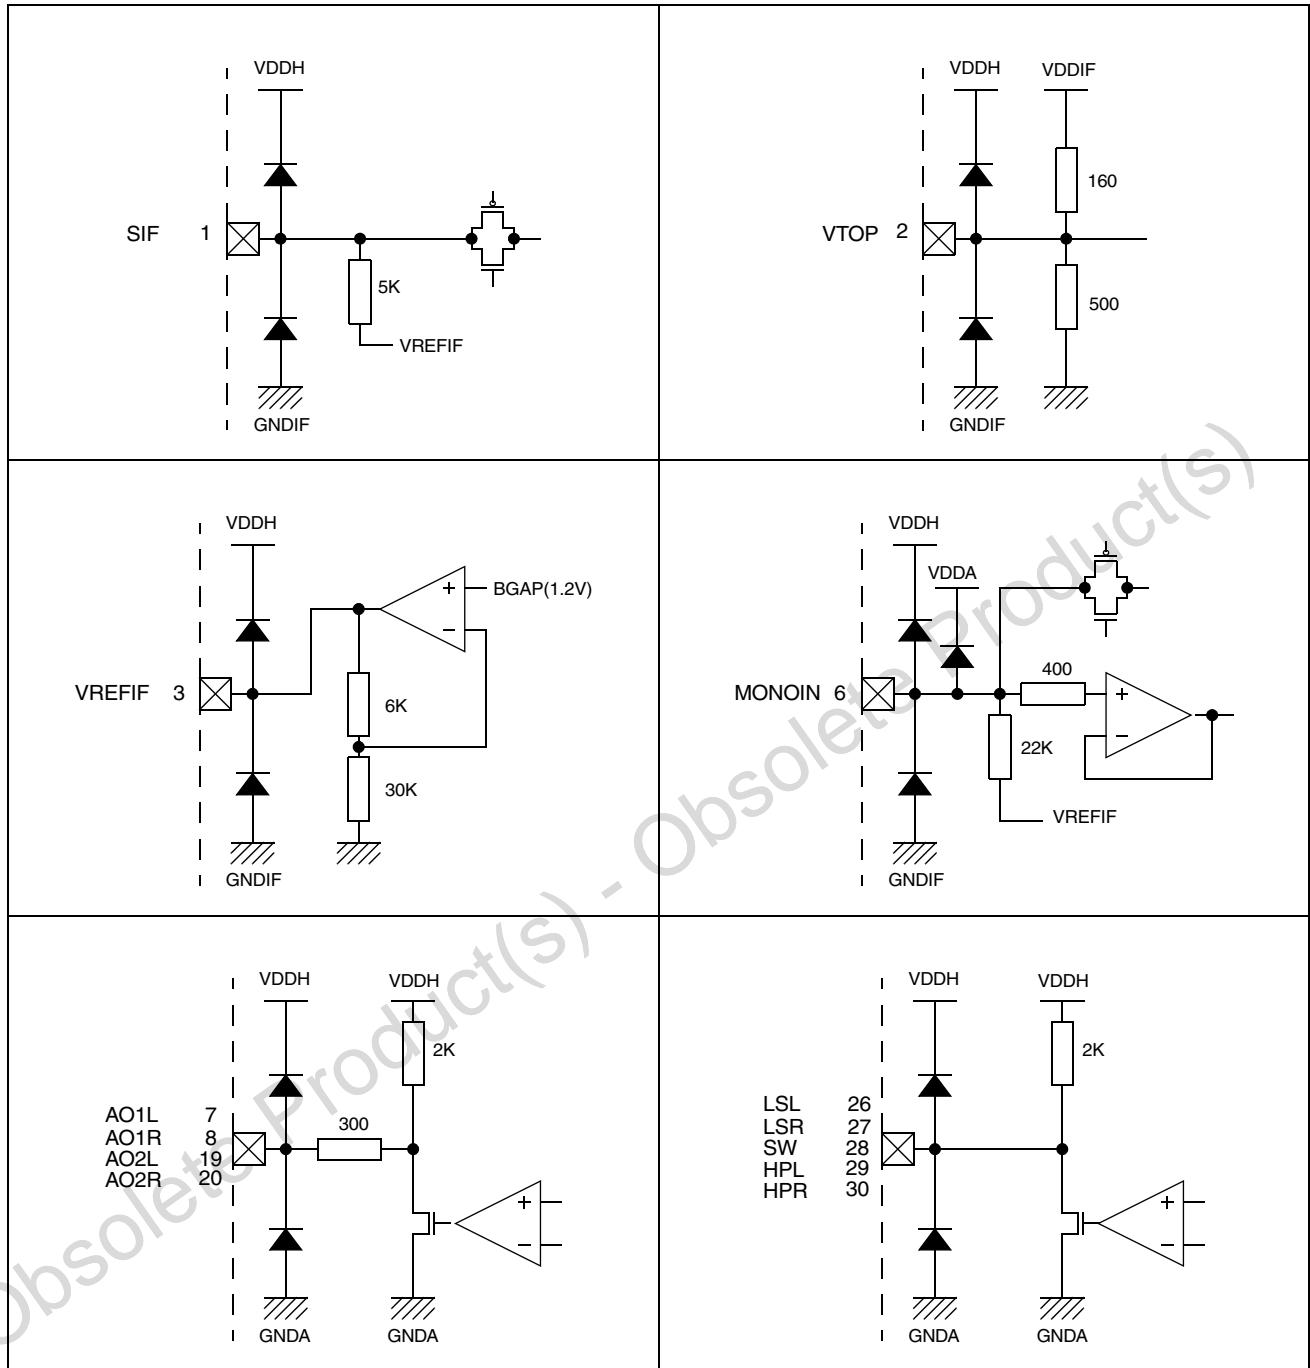 VDDH
SIF 1
5K
VREFIF
GNDIF
VDDH VDDIF
160
VTOP 2
500
GNDIF
VDDH
BGAP(1.2V)
+
−
VREFIF 3
6K
30K
GNDIF
VDDH
VDDA
400
MONOIN 6
+
−
22K
VREFIF
GNDIF
VDDH VDDH
2K
AO1L 7
AO1R 8
AO2L 19
AO2R 20
300
+
−
GNDA GNDA
VDDH VDDH
2K
LSL 26
LSR 27
SW 28
HPL 29
HPR 30
+
−
GNDA GNDA
Obsolete Product(s) - Obsolete Product(s)